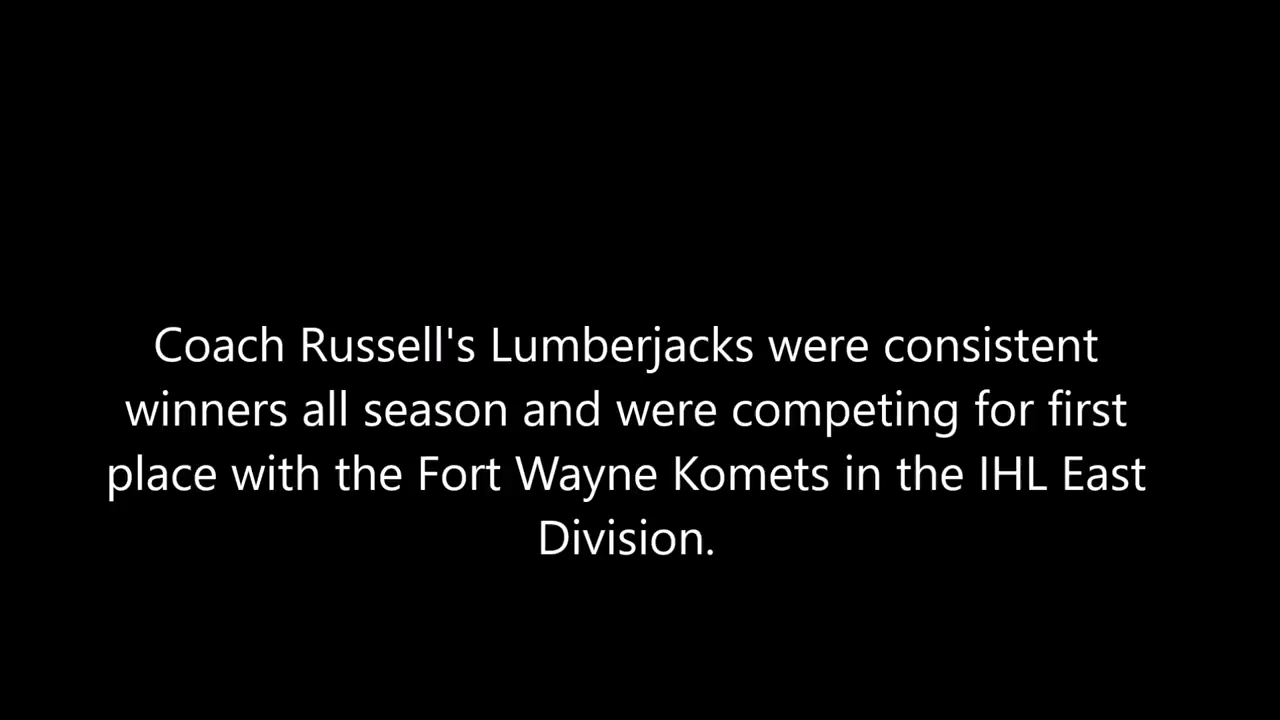 Coach Russell's Lumberjacks were consistent
winners all season and were competing for first
place with the Fort Wayne Komets in the IHL East
Division.